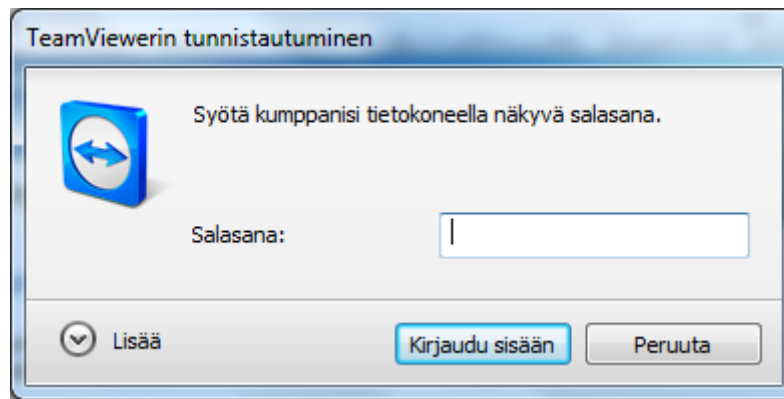 TeamViewerin tunnistautuminen
Syötä kumppanisi tietokoneella näkyvä salasana.
Salasana:
Lisää
Kirjaudu sisään
Peruuta